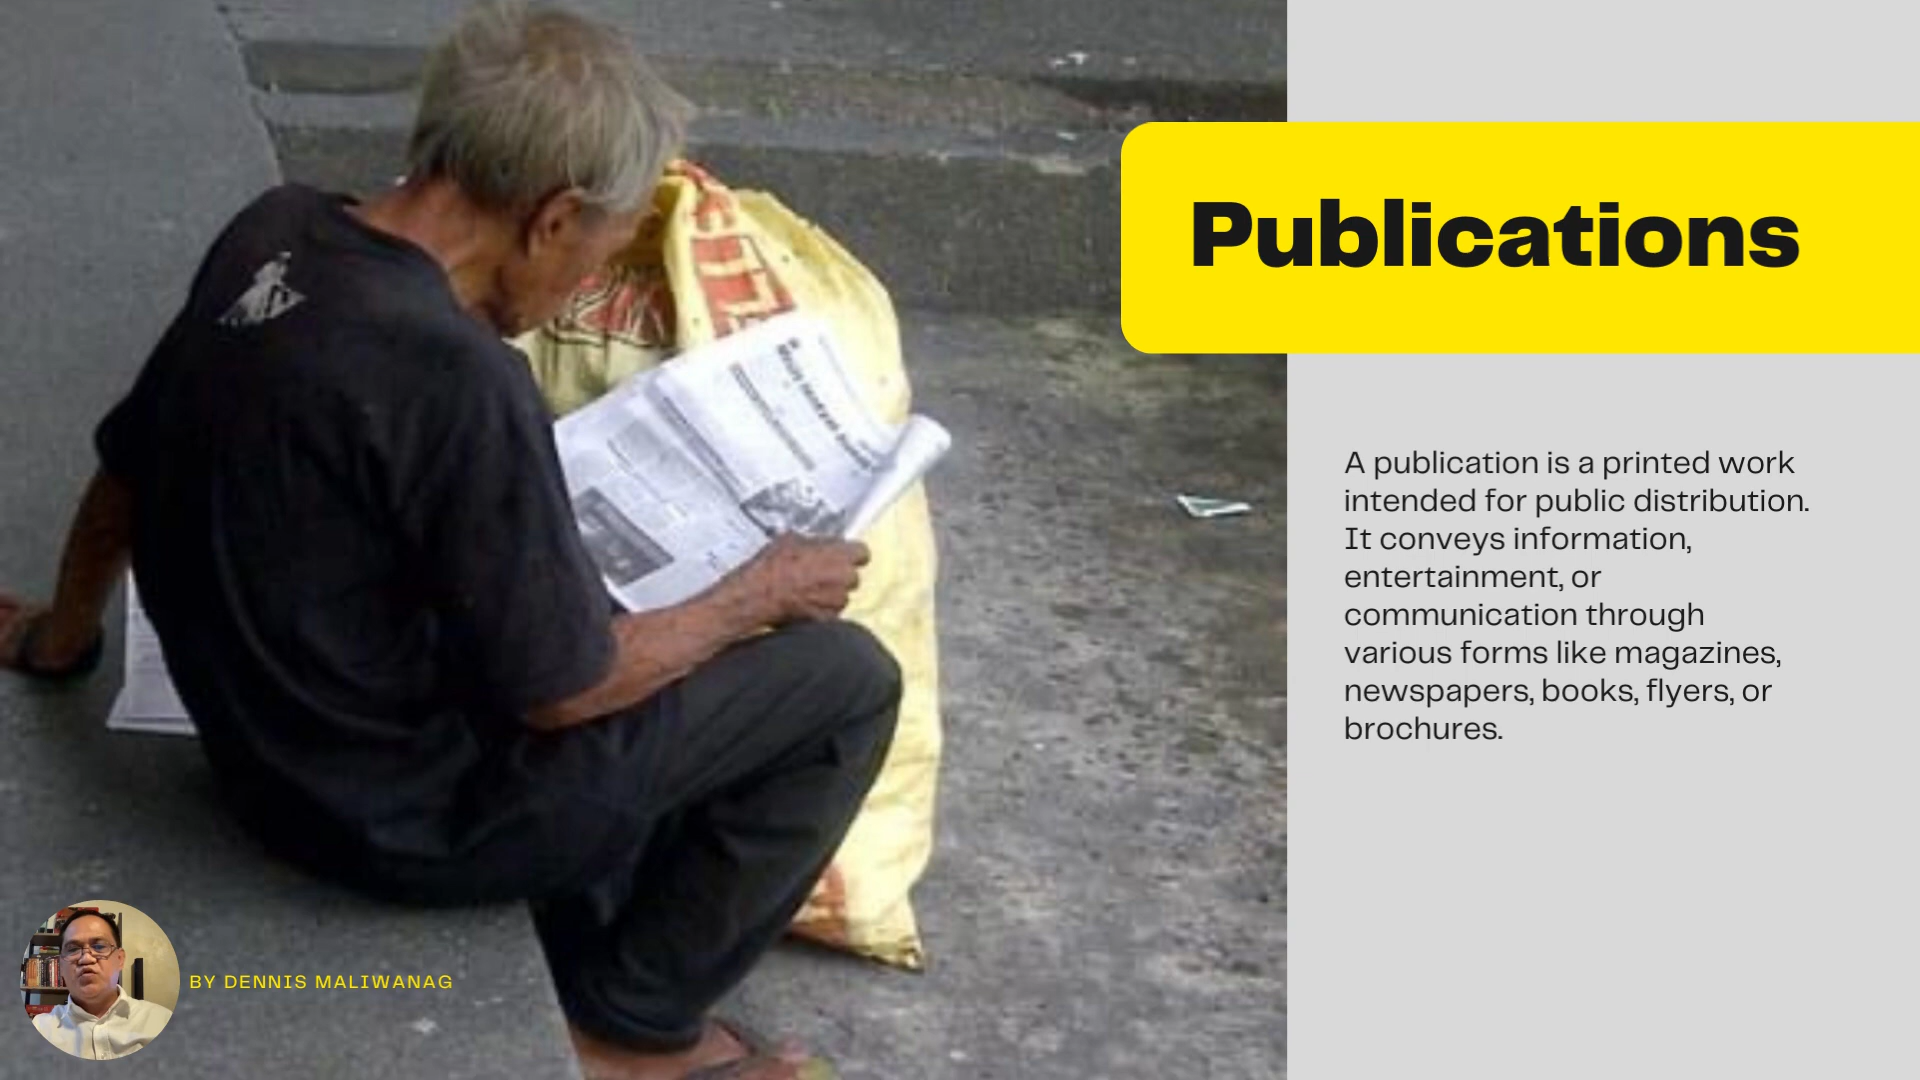 Publications
A publication is a printed work
intended for public distribution.
It conveys information,
entertainment, or
communication through
various forms like magazines,
newspapers, books, flyers, or
brochures.
BY DENNIS MALIWANAG